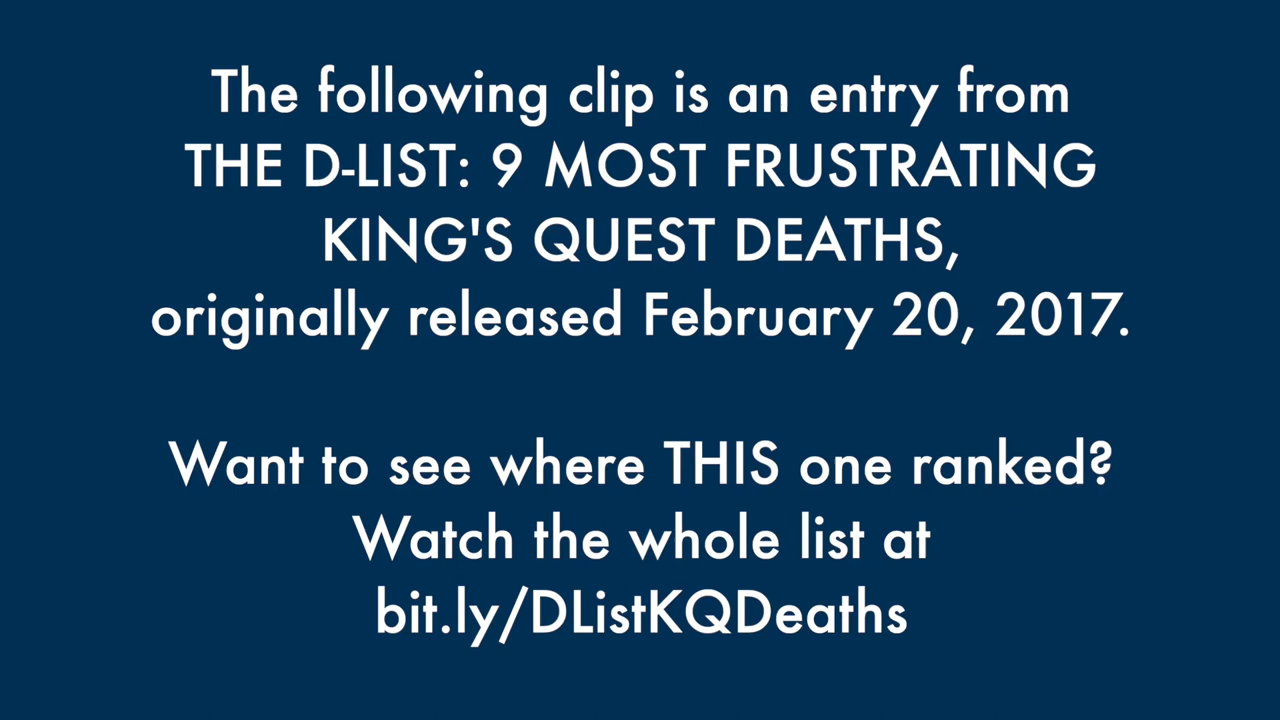 The following clip is an entry from
THE D-LIST: 9 MOST FRUSTRATING
KING'S QUEST DEATHS,
originally released February 20, 2017.
Want to see where THIS one ranked?
Watch the whole list at
bit.ly/DListKQDeaths